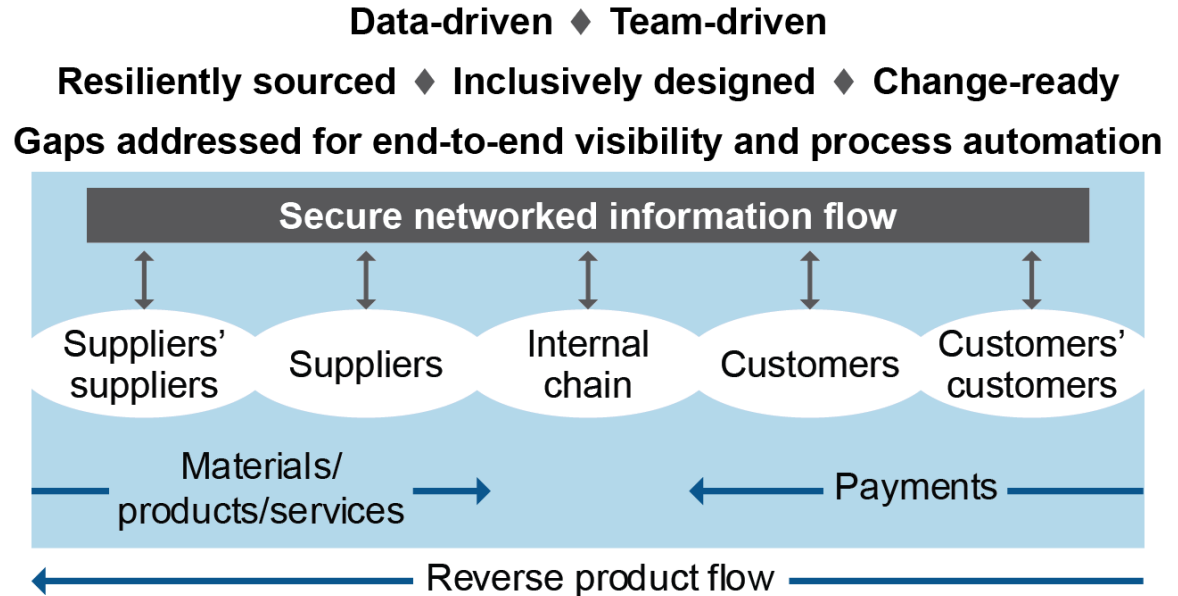 Data-driven ♦ Team-driven
Resiliently sourced ♦ Inclusively designed ♦ Change-ready
Gaps addressed for end-to-end visibility and process automation
Secure networked information flow
Suppliers’
suppliers
Suppliers
Internal
chain
Customers
Customers’
customers
Materials/
products/services
Payments
Reverse product flow